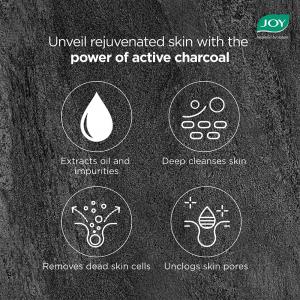 JOY
Unveil rejuvenated skin with the
power of active charcoal
Extracts oil and
impurities
Deep cleanses skin
Removes dead skin cells
Unclogs skin pores